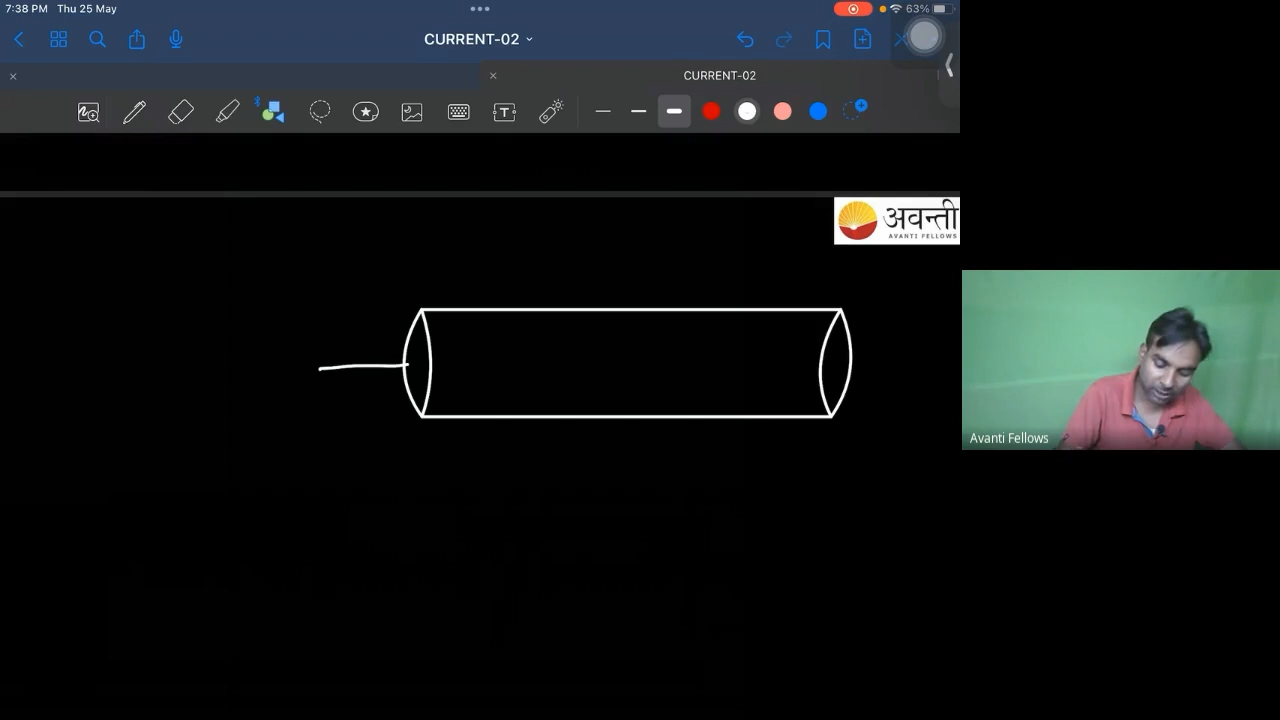 7:38 PM Thu 25 May
63%
CURRENT-02
CURRENT-02
T
अवन्ती
AVANTI FELLOWS
Avanti Fellows